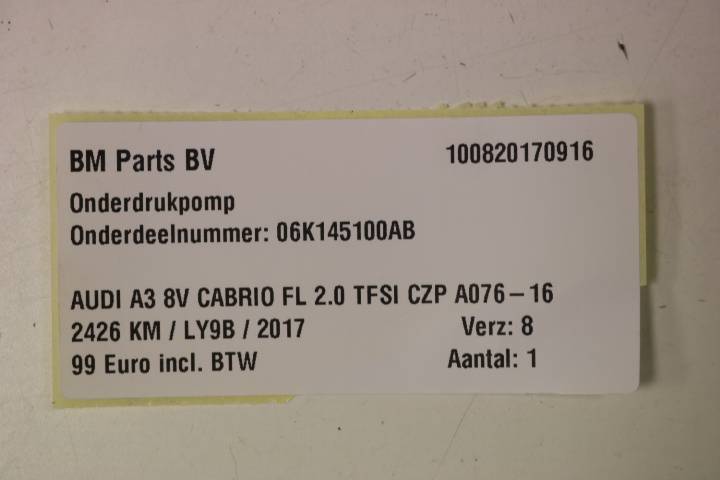 BM Parts BV 100820170916
Onderdrukpomp
Onderdeelnummer: 06K145100AB
AUDI A3 8V CABRIO FL 2.0 TFSI CZP A076-16
2426 KM / LY9B / 2017 Verz: 8
99 Euro incl. BTW Aantal: 1